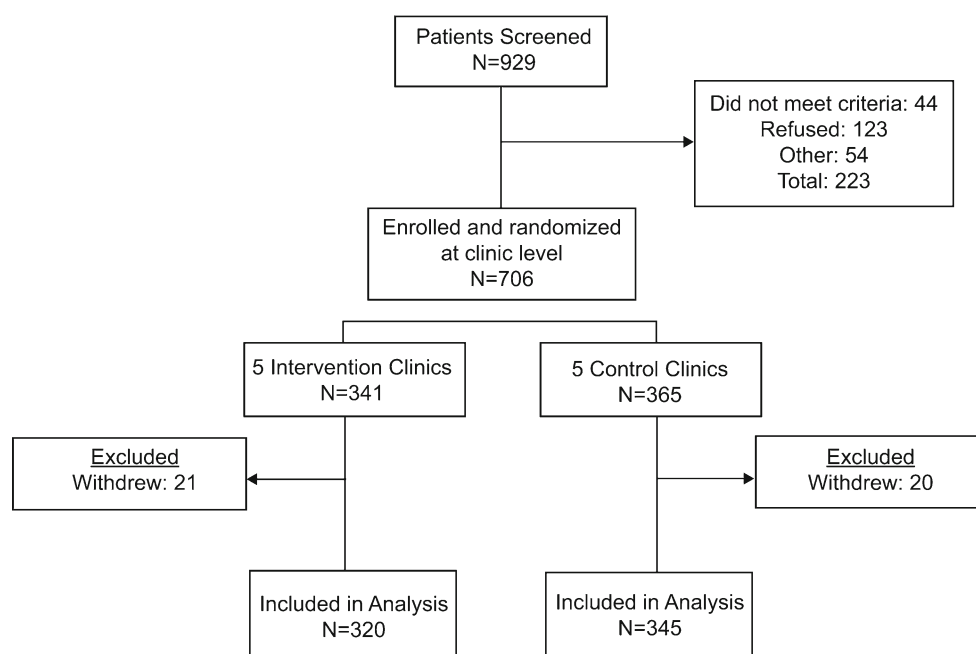 Patients Screened
N=929
Did not meet criteria: 44
Refused: 123
Other: 54
Total: 223
Enrolled and randomized
at clinic level
N=706
5 Intervention Clinics
N=341
5 Control Clinics
N=365
Excluded
Withdrew: 21
Excluded
Withdrew: 20
Included in Analysis
N=320
Included in Analysis
N=345